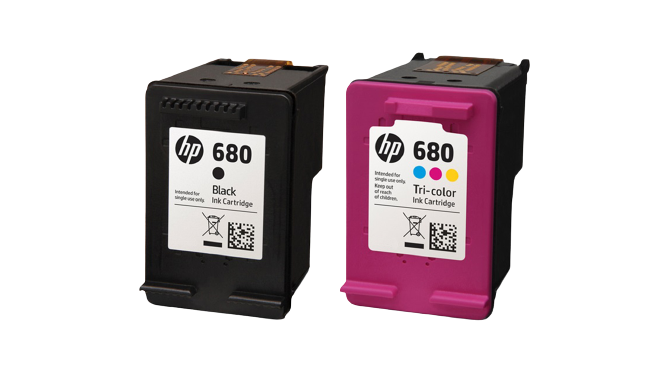 hp 680
Black
Intended for
single use only.
Ink Cartridge
hp 680
Intended for
single use only.
Keep out
of reach
of children.
Tri-color
Ink Cartridge